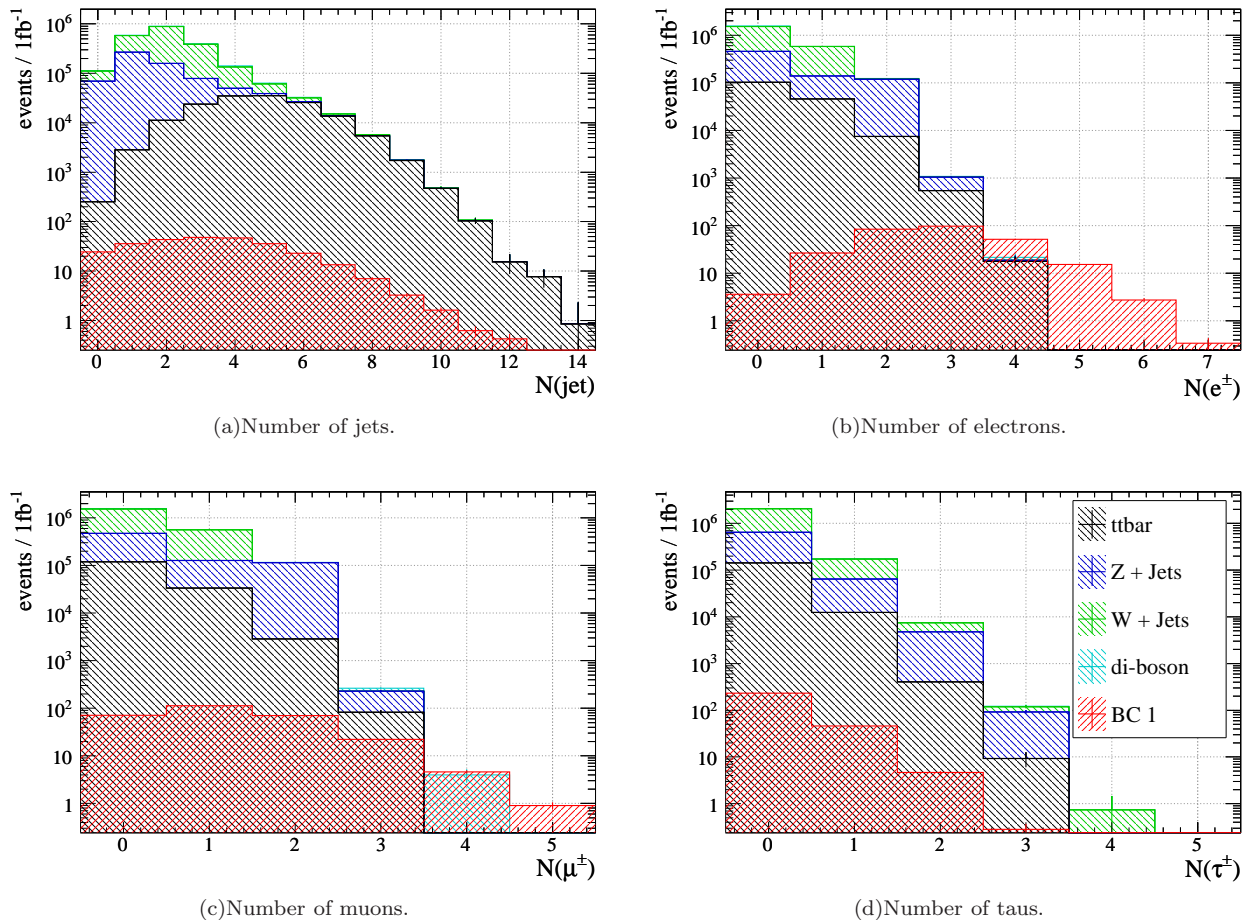 events / 1fb⁻¹
10⁶
10⁵
10⁴
10³
10²
10
1
0 2 4 6 8 10 12 14
N(jet)
(a)Number of jets.
events / 1fb⁻¹
10⁶
10⁵
10⁴
10³
10²
10
1
0 1 2 3 4 5 6 7
N(e±)
(b)Number of electrons.
events / 1fb⁻¹
10⁶
10⁵
10⁴
10³
10²
10
1
0 1 2 3 4 5
N(μ±)
(c)Number of muons.
events / 1fb⁻¹
10⁶
10⁵
10⁴
10³
10²
10
1
ttbar
Z + Jets
W + Jets
di-boson
BC 1
0 1 2 3 4 5
N(τ±)
(d)Number of taus.